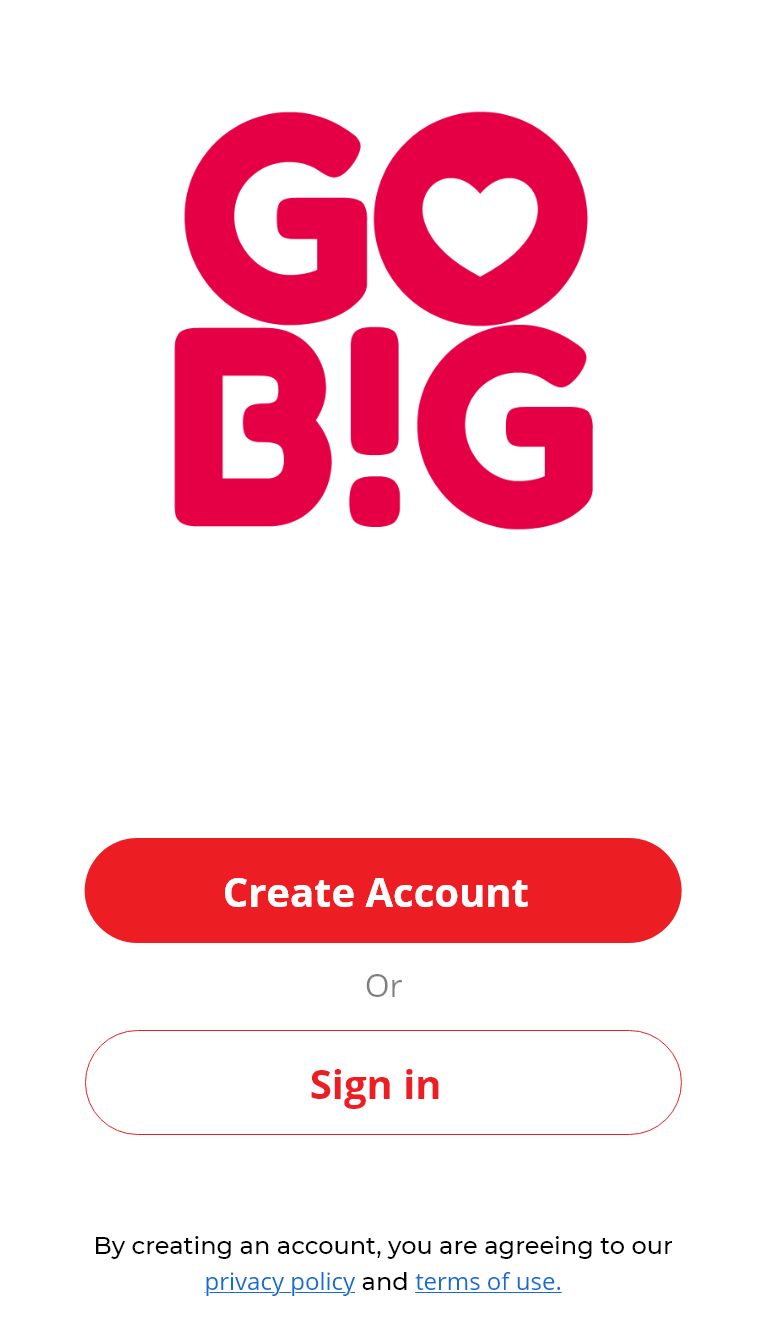 GO
B!G
Create Account
Or
Sign in
By creating an account, you are agreeing to our
privacy policy and terms of use.